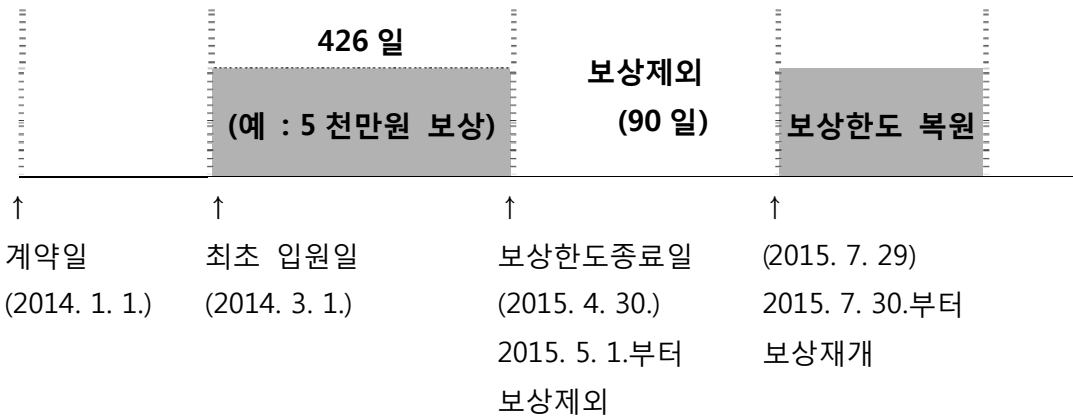 426 일
보상제외
(예 : 5 천만원 보상)
(90 일)
보상한도 복원
↑ ↑ ↑ ↑
계약일 최초 입원일 보상한도종료일 (2015. 7. 29)
(2014. 1. 1.) (2014. 3. 1.) (2015. 4. 30.) 2015. 7. 30.부터
2015. 5. 1.부터 보상재개
보상제외